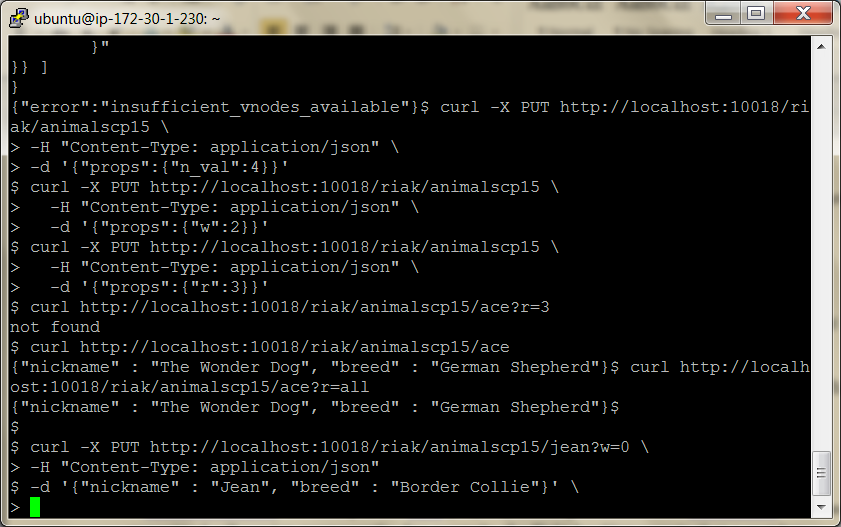 ubuntu@ip-172-30-1-230: ~
}"
}} ]
}
{"error":"insufficient_vnodes_available"}$ curl -X PUT http://localhost:10018/ri
ak/animalscp15 \
> -H "Content-Type: application/json" \
> -d '{"props":{"n_val":4}}'
$ curl -X PUT http://localhost:10018/riak/animalscp15 \
>   -H "Content-Type: application/json" \
>   -d '{"props":{"w":2}}'
$ curl -X PUT http://localhost:10018/riak/animalscp15 \
>   -H "Content-Type: application/json" \
>   -d '{"props":{"r":3}}'
$ curl http://localhost:10018/riak/animalscp15/ace?r=3
not found
$ curl http://localhost:10018/riak/animalscp15/ace
{"nickname" : "The Wonder Dog", "breed" : "German Shepherd"}$ curl http://localh
ost:10018/riak/animalscp15/ace?r=all
{"nickname" : "The Wonder Dog", "breed" : "German Shepherd"}$
$
$ curl -X PUT http://localhost:10018/riak/animalscp15/jean?w=0 \
> -H "Content-Type: application/json"
$ -d '{"nickname" : "Jean", "breed" : "Border Collie"}' \
>